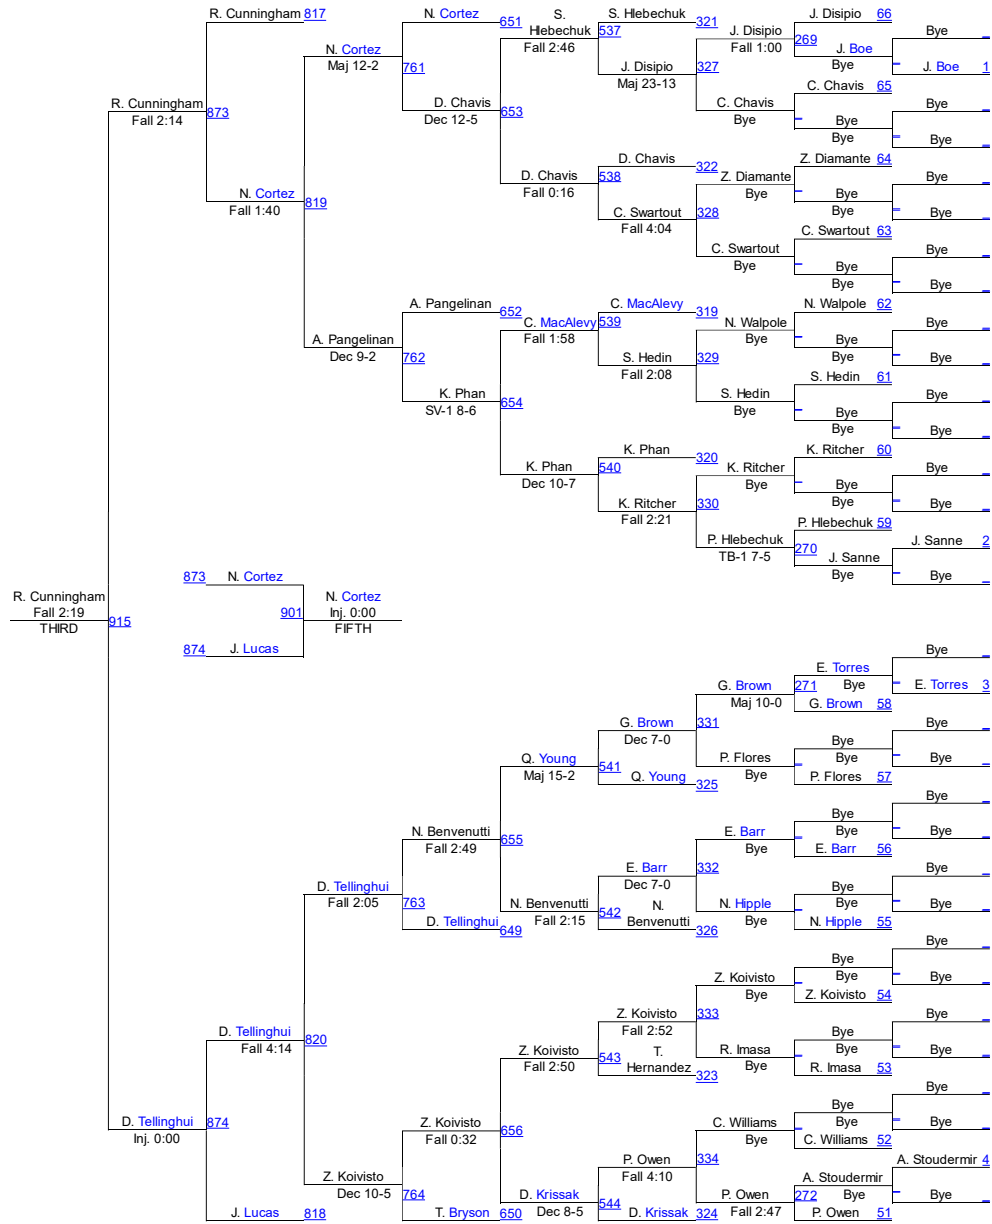 R. Cunningham 817 N. Cortez 651 S. Hlebechuk S. Hlebechuk 321 J. Disipio 66
Fall 2:46 537 J. Disipio Bye
Fall 1:00 269 J. Boe
N. Cortez J. Disipio 327 Bye J. Boe 1
Maj 12-2 761 Maj 23-13
C. Chavis 65
R. Cunningham D. Chavis C. Chavis Bye
Fall 2:14 873 Dec 12-5 653 Bye Bye
Bye Bye
D. Chavis 322 Z. Diamante 64
D. Chavis 538 Z. Diamante Bye
Fall 0:16 Bye Bye
N. Cortez C. Swartout 328 Bye Bye
Fall 1:40 819 Fall 4:04
C. Swartout 63
C. Swartout Bye
Bye Bye
Bye
A. Pangelinan 652 C. MacAlevy 319 N. Walpole 62
C. MacAlevy 539 N. Walpole Bye
Fall 1:58 Bye Bye
A. Pangelinan S. Hedin 329 Bye Bye
Dec 9-2 762 Fall 2:08
S. Hedin 61
K. Phan S. Hedin Bye
SV-1 8-6 654 Bye Bye
Bye Bye
K. Phan 320 K. Ritcher 60
K. Phan 540 K. Ritcher Bye
Dec 10-7 Bye Bye
K. Ritcher 330 Bye Bye
Fall 2:21
P. Hlebechuk 59
P. Hlebechuk J. Sanne 2
TB-1 7-5 270 J. Sanne
Bye Bye
873 N. Cortez
R. Cunningham N. Cortez
Fall 2:19 901 Inj. 0:00
THIRD 915 FIFTH
874 J. Lucas
Bye
E. Torres
G. Brown 271 Bye E. Torres 3
Maj 10-0 G. Brown 58
G. Brown 331 Bye
Dec 7-0 Bye
Q. Young P. Flores Bye Bye
Maj 15-2 541 Q. Young 325 Bye P. Flores 57
Bye
Bye
N. Benvenutti E. Barr Bye Bye
Fall 2:49 655 Bye E. Barr 56
E. Barr 332 Bye
D. Tellinghui Dec 7-0 Bye
Fall 2:05 763 N. Benvenutti 542 N. Hipple Bye Bye
D. Tellinghui 649 Fall 2:15 N. Benvenutti 326 Bye N. Hipple 55
Bye
Bye
Z. Koivisto Bye Bye
Bye Z. Koivisto 54
Z. Koivisto 333
D. Tellinghui 820 Fall 2:52 Bye
Fall 4:14 Z. Koivisto 543 R. Imasa Bye Bye
Fall 2:50 T. Hernandez 323 Bye R. Imasa 53
Bye
Bye
D. Tellinghui 874 Z. Koivisto 656 C. Williams Bye Bye
Inj. 0:00 Fall 0:32 Bye C. Williams 52
P. Owen 334 A. Stoudermir 4
Fall 4:10 A. Stoudermir
Z. Koivisto D. Krissak 544 P. Owen 272 Bye Bye
Dec 10-5 764 Dec 8-5 Fall 2:47
J. Lucas 818 T. Bryson 650 D. Krissak 324 P. Owen 51